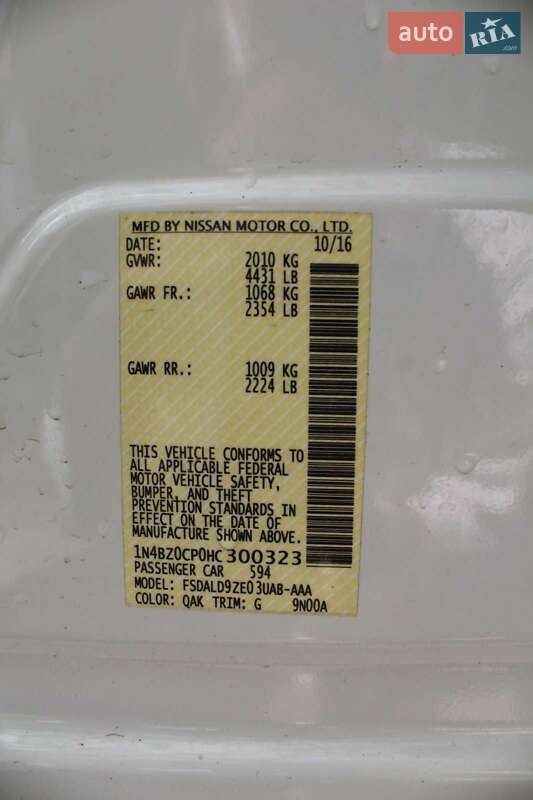 auto RIA .com
MFD BY NISSAN MOTOR CO., LTD.
DATE: 10/16
GVWR: 2010 KG
4431 LB
GAWR FR.: 1068 KG
2354 LB
GAWR RR.: 1009 KG
2224 LB
THIS VEHICLE CONFORMS TO
ALL APPLICABLE FEDERAL
MOTOR VEHICLE SAFETY,
BUMPER, AND THEFT
PREVENTION STANDARDS IN
EFFECT ON THE DATE OF
MANUFACTURE SHOWN ABOVE.
1N4BZ0CP0HC300323
PASSENGER CAR 594
MODEL: FSDALD9ZE03UAB-AAA
COLOR: QAK TRIM: G 9N00A